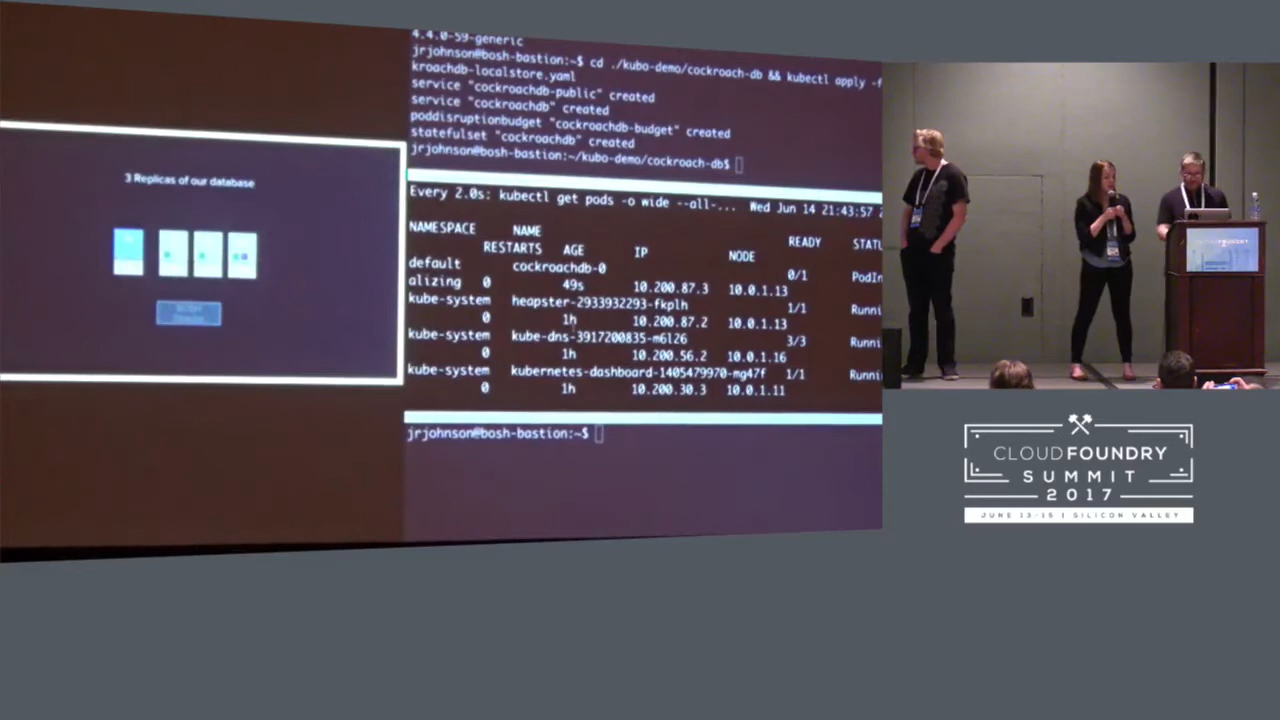 3 Replicas of our database
4.4.0-59-generic
jrjohnson@bosh-bastion:~$ cd ./kubo-demo/cockroach-db && kubectl apply -f
kroachdb-localstore.yaml
service "cockroachdb-public" created
service "cockroachdb" created
poddisruptionbudget "cockroachdb-budget" created
statefulset "cockroachdb" created
jrjohnson@bosh-bastion:~/kubo-demo/cockroach-db$
Every 2.0s: kubectl get pods -o wide --all-... Wed Jun 14 21:43:57 2
NAMESPACE NAME READY STATU
RESTARTS AGE IP NODE
default cockroachdb-0 0/1 PodIn
alizing 0 49s 10.200.87.3 10.0.1.13
kube-system heapster-2933932293-fkplh 1/1 Runni
0 1h 10.200.87.2 10.0.1.13
kube-system kube-dns-3917200835-m6l26 3/3 Runni
0 1h 10.200.56.2 10.0.1.16
kube-system kubernetes-dashboard-1405479970-mg47f 1/1 Runni
0 1h 10.200.30.3 10.0.1.11
jrjohnson@bosh-bastion:~$
CLOUD FOUNDRY
SUMMIT
2017
JUNE 13-15 | SILICON VALLEY